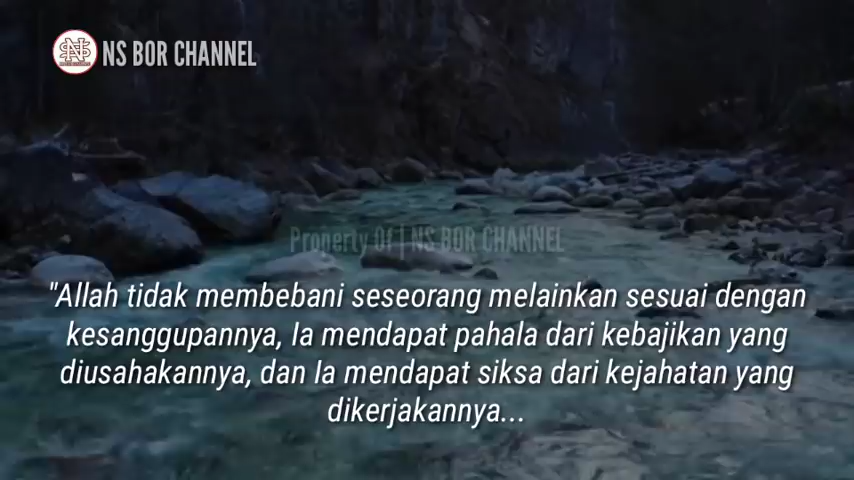 NS BOR CHANNEL
Property Of | NS BOR CHANNEL
"Allah tidak membebani seseorang melainkan sesuai dengan
kesanggupannya, Ia mendapat pahala dari kebajikan yang
diusahakannya, dan Ia mendapat siksa dari kejahatan yang
dikerjakannya...